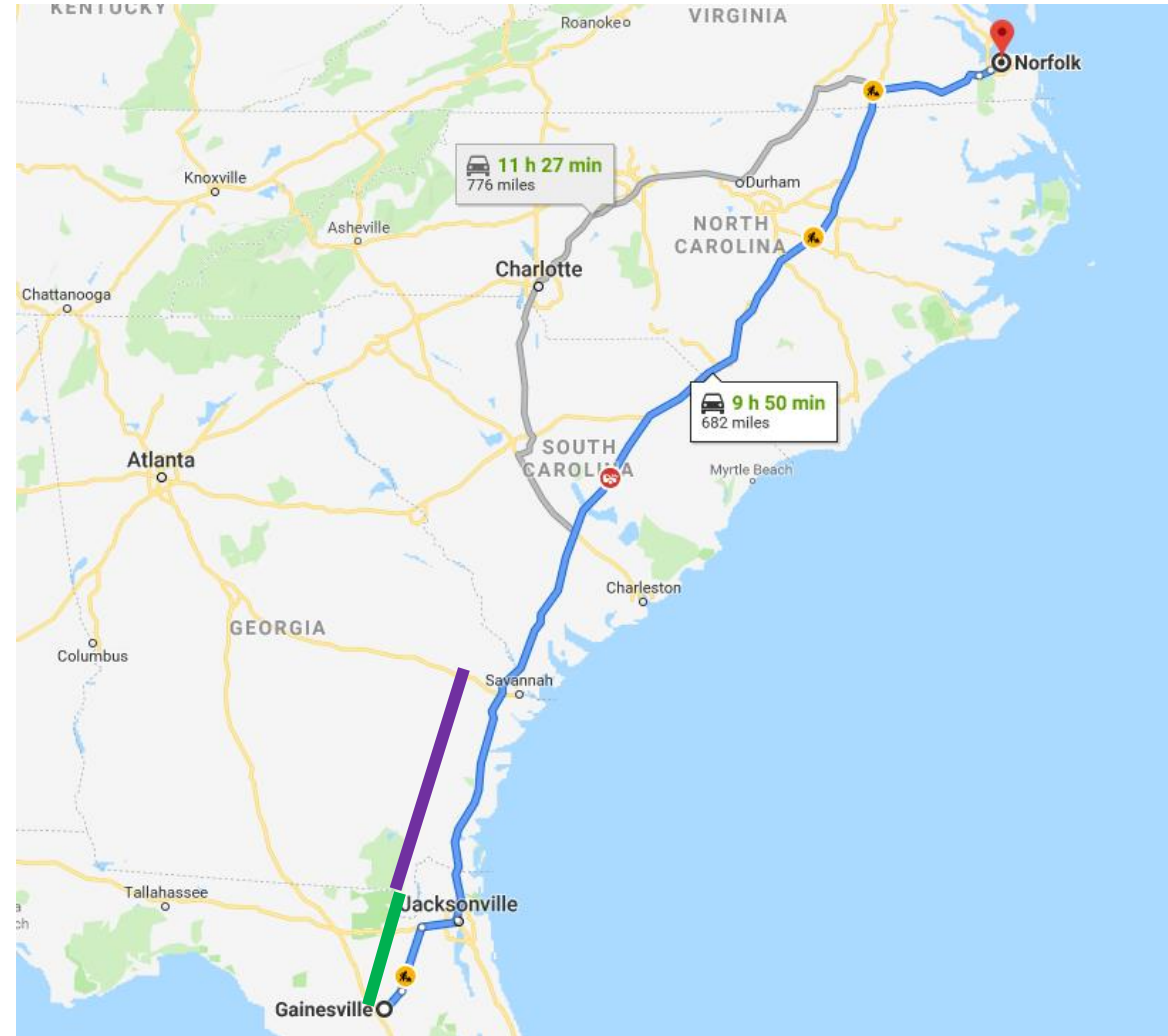 KENTUCKY
VIRGINIA
Roanoke
Norfolk
11 h 27 min
776 miles
Knoxville
Durham
Asheville
NORTH
CAROLINA
Charlotte
Chattanooga
9 h 50 min
682 miles
SOUTH
CAROLINA
Atlanta
Myrtle Beach
Charleston
GEORGIA
Columbus
Savannah
Tallahassee
Jacksonville
a
ch
Gainesville